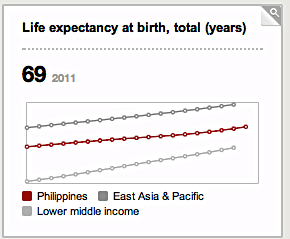 Life expectancy at birth, total (years)
69 2011
Philippines East Asia & Pacific
Lower middle income